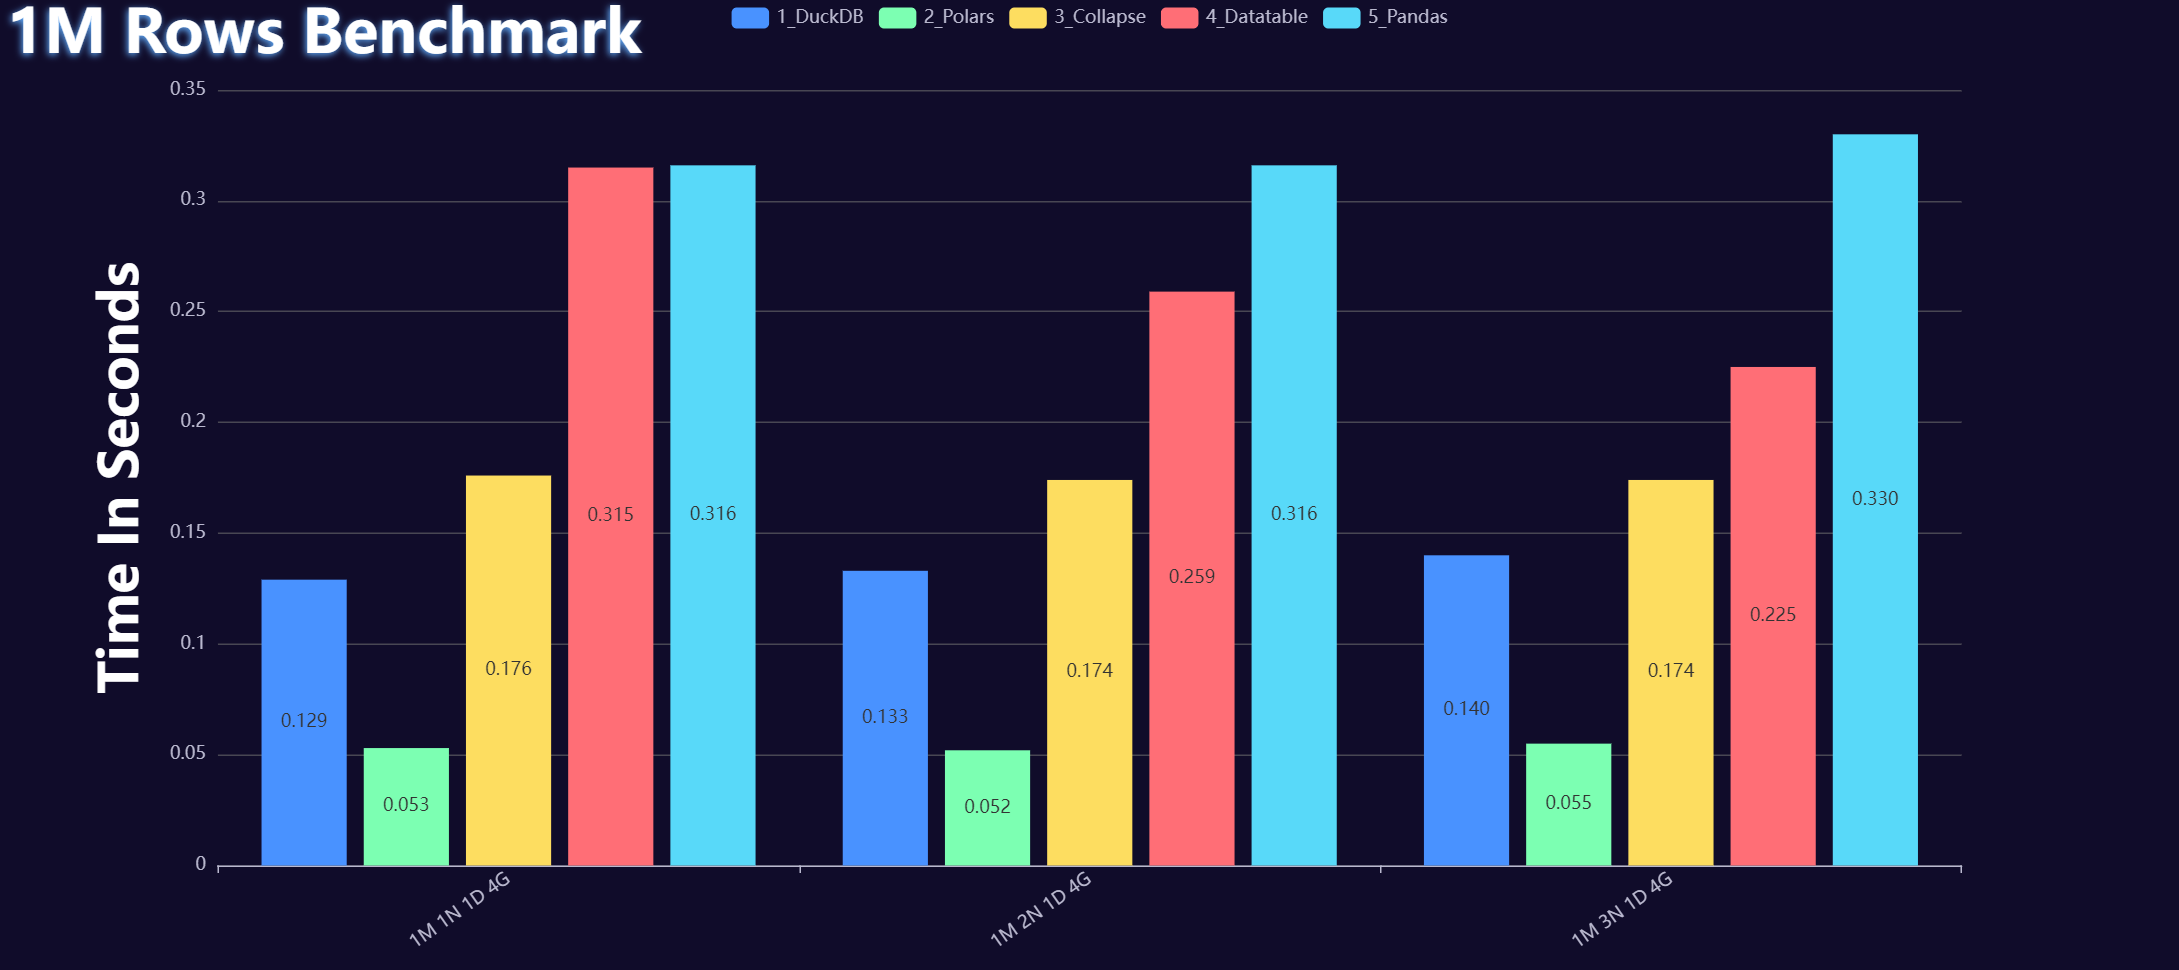 1M Rows Benchmark
1_DuckDB 2_Polars 3_Collapse 4_Datatable 5_Pandas
Time In Seconds
0.35
0.3
0.25
0.2
0.15
0.1
0.05
0
0.129 0.053 0.176 0.315 0.316
0.133 0.052 0.174 0.259 0.316
0.140 0.055 0.174 0.225 0.330
1M 1N 1D 4G
1M 2N 1D 4G
1M 3N 1D 4G